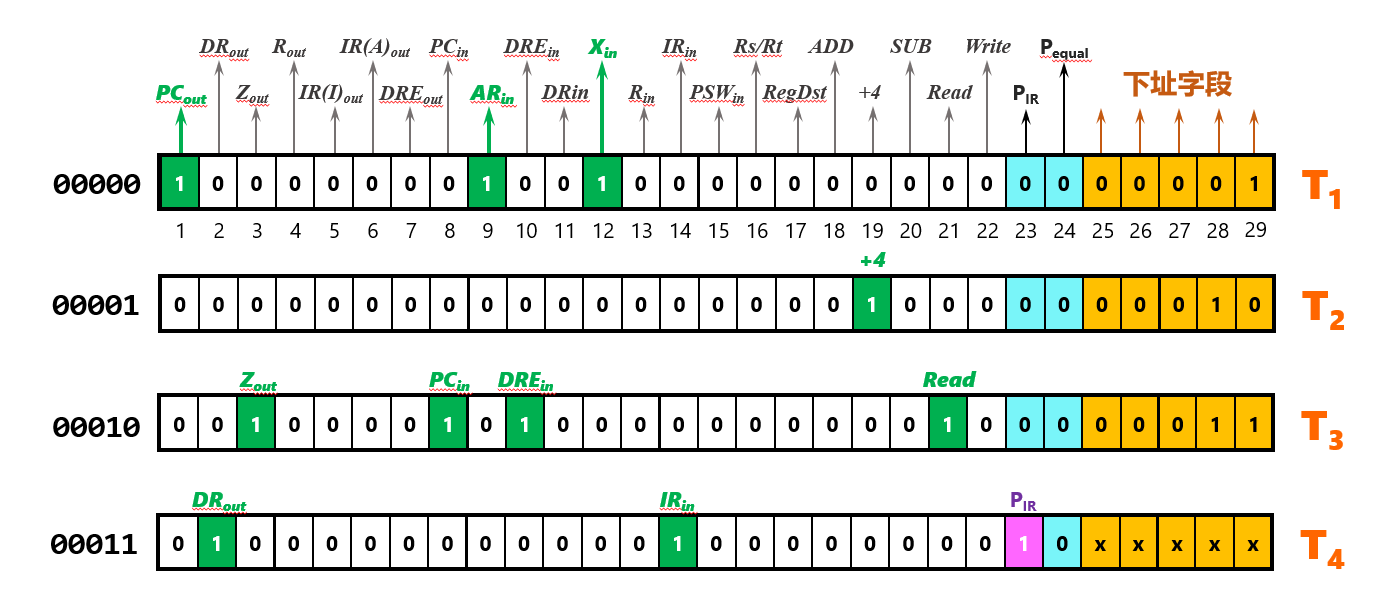 DRout Rout IR(A)out PCin DREin Xin IRin Rs/Rt ADD SUB Write Pequal
PCout Zout IR(I)out DREout ARin DRin Rin PSWin RegDst +4 Read PIR 下址字段
00000 1 0 0 0 0 0 0 0 1 0 0 1 0 0 0 0 0 0 0 0 0 0 0 0 0 0 0 0 1 T1
1 2 3 4 5 6 7 8 9 10 11 12 13 14 15 16 17 18 19 20 21 22 23 24 25 26 27 28 29
+4
00001 0 0 0 0 0 0 0 0 0 0 0 0 0 0 0 0 0 0 1 0 0 0 0 0 0 0 0 1 0 T2
Zout PCin DREin Read
00010 0 0 1 0 0 0 0 1 0 1 0 0 0 0 0 0 0 0 0 0 1 0 0 0 0 0 0 1 1 T3
DRout IRin PIR
00011 0 1 0 0 0 0 0 0 0 0 0 0 0 1 0 0 0 0 0 0 0 0 1 0 x x x x x T4